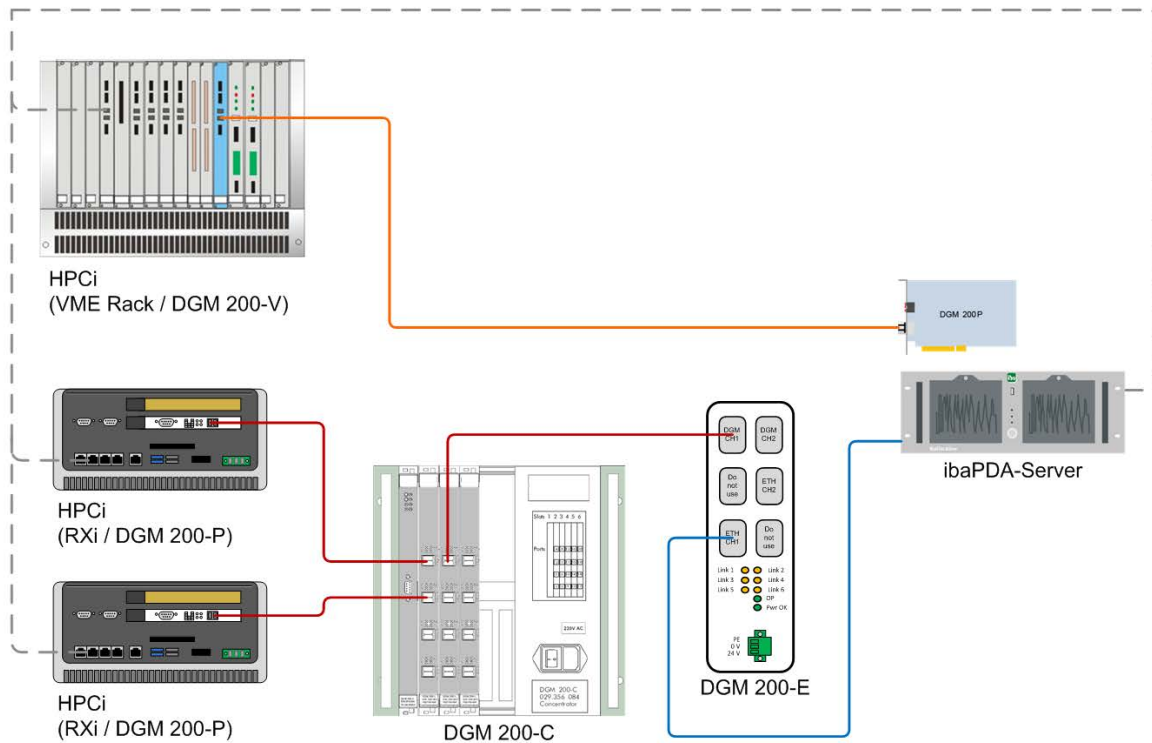 HPCi
(VME Rack / DGM 200-V)
DGM 200P
iba
ibaPDA-Server
HPCi
(RXi / DGM 200-P)
HPCi
(RXi / DGM 200-P)
Slots 1 2 3 4 5 6
Ports
220V AC
DGM 200-C
029.356 084
Concentrator
DGM 200-C
DGM
CH1
DGM
CH2
Do
not
use
ETH
CH2
ETH
CH1
Do
not
use
Link 1
Link 2
Link 3
Link 4
Link 5
Link 6
DP
Pwr OK
PE
0 V
24 V
DGM 200-E